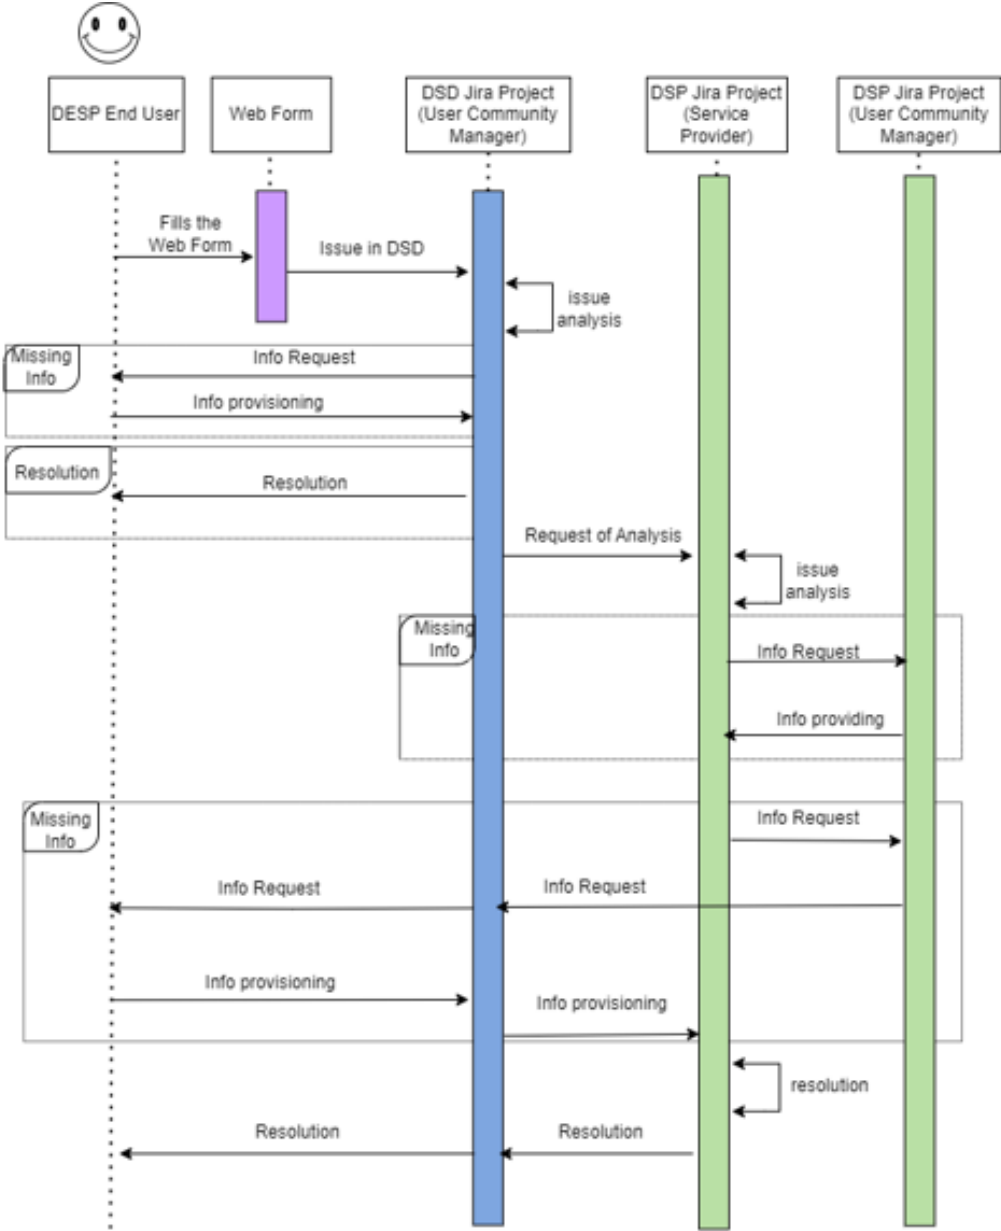 DESP End User
Web Form
DSD Jira Project
(User Community
Manager)
DSP Jira Project
(Service
Provider)
DSP Jira Project
(User Community
Manager)
Fills the
Web Form
Issue in DSD
issue
analysis
Missing
Info
Info Request
Info provisioning
Resolution
Resolution
Request of Analysis
issue
analysis
Missing
Info
Info Request
Info providing
Missing
Info
Info Request
Info Request
Info Request
Info provisioning
Info provisioning
resolution
Resolution
Resolution